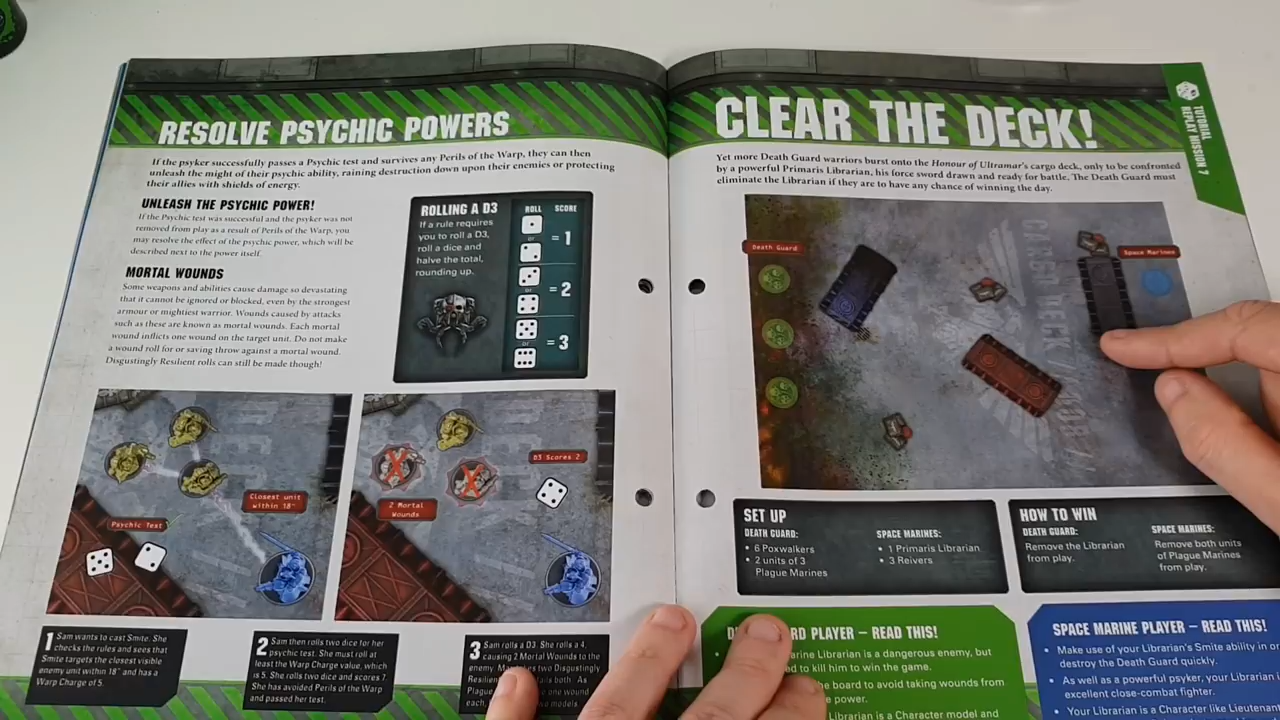 RESOLVE PSYCHIC POWERS
If the psyker successfully passes a Psychic test and survives any Perils of the Warp, they can then
unleash the might of their psychic ability, raining destruction down upon their enemies or protecting
their allies with shields of energy.
UNLEASH THE PSYCHIC POWER!
If the Psychic test was successful and the psyker was not
removed from play as a result of Perils of the Warp, you
may resolve the effect of the psychic power, which will be
described next to the power itself.
MORTAL WOUNDS
Some weapons and abilities cause damage so devastating
that it cannot be ignored or blocked, even by the strongest
armour or mightiest warrior. Wounds caused by attacks
such as these are known as mortal wounds. Each mortal
wound inflicts one wound on the target unit. Do not make
a wound roll for or saving throw against a mortal wound.
Disgustingly Resilient rolls can still be made though!
ROLLING A D3
If a rule requires
you to roll a D3,
roll a dice and
halve the total,
rounding up.
ROLL SCORE
or = 1
or = 2
or = 3
Psychic Test
Closest unit
within 18"
2 Mortal
Wounds
D3 Scores 2
1 Sam wants to cast Smite. She
checks the rules and sees that
Smite targets the closest visible
enemy unit within 18" and has a
Warp Charge of 5.
2 Sam then rolls two dice for her
psychic test. She must roll at
least the Warp Charge value, which
is 5. She rolls two dice and scores 7.
She has avoided Perils of the Warp
and passed her test.
3 Sam rolls a D3. She rolls a 4,
causing 2 Mortal Wounds to the
enemy. two Disgustingly
Resilient fails both. As
Plague one wound
each, models.
CLEAR THE DECK!
TUTORIAL
REPLAY MISSION 7
Yet more Death Guard warriors burst onto the Honour of Ultramar's cargo deck, only to be confronted
by a powerful Primaris Librarian, his force sword drawn and ready for battle. The Death Guard must
eliminate the Librarian if they are to have any chance of winning the day.
Death Guard
Space Marines
SET UP
DEATH GUARD:
• 6 Poxwalkers
• 2 units of 3
Plague Marines
SPACE MARINES:
• 1 Primaris Librarian
• 3 Reivers
HOW TO WIN
DEATH GUARD:
Remove the Librarian
from play.
SPACE MARINES:
Remove both units
of Plague Marines
from play.
PLAYER – READ THIS!
Librarian is a dangerous enemy, but
to kill him to win the game.
the board to avoid taking wounds from
power.
Librarian is a Character model and
SPACE MARINE PLAYER – READ THIS!
• Make use of your Librarian's Smite ability in
destroy the Death Guard quickly.
• As well as a powerful psyker, your Librarian
excellent close-combat fighter.
• Your Librarian is a Character like